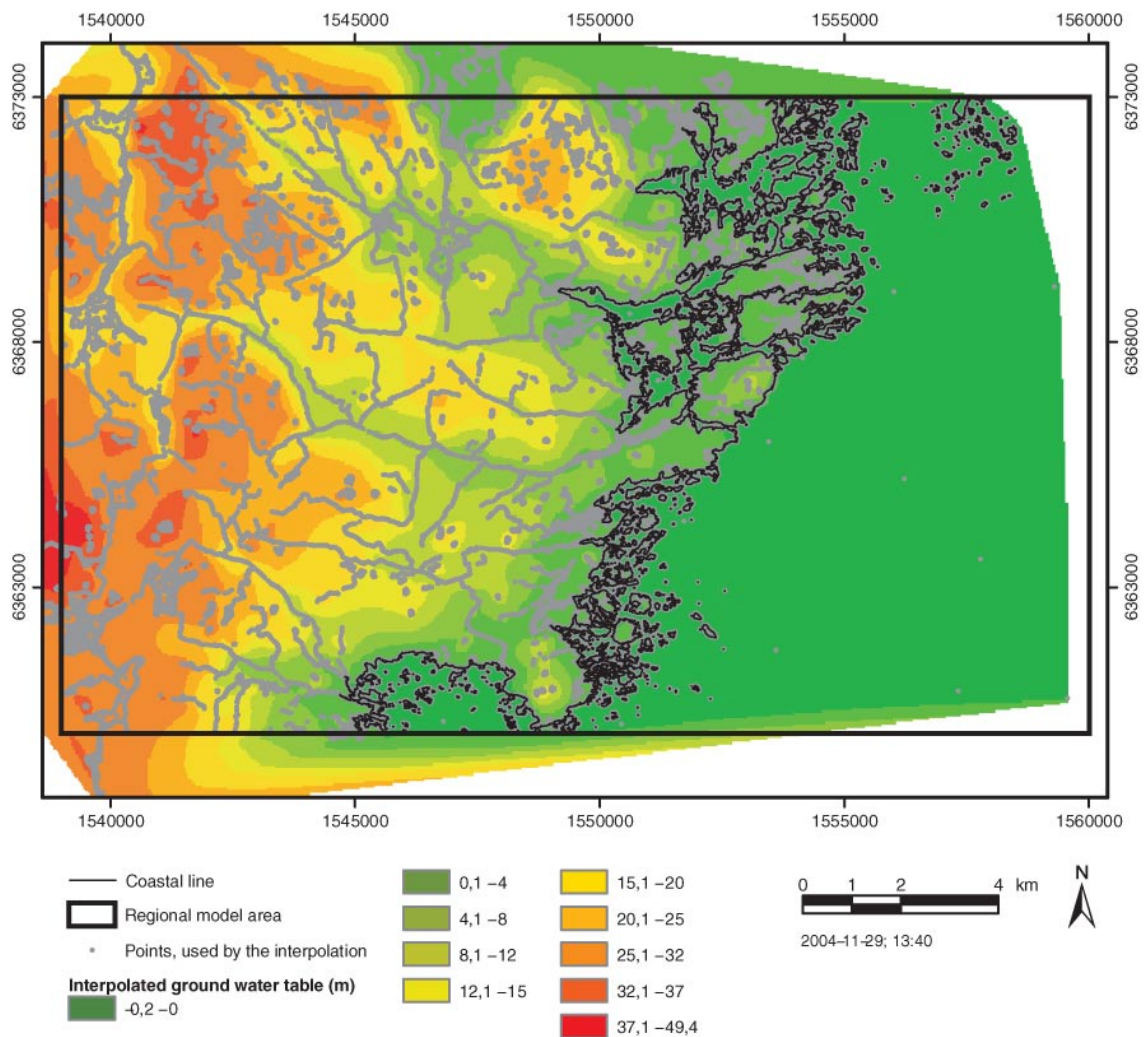 1540000 1545000 1550000 1555000 1560000
6373000 6373000
6368000 6368000
6363000 6363000
1540000 1545000 1550000 1555000 1560000
Coastal line
Regional model area
Points, used by the interpolation
Interpolated ground water table (m)
-0,2 –0
0,1 –4
4,1 –8
8,1 –12
12,1 –15
15,1 –20
20,1 –25
25,1 –32
32,1 –37
37,1 –49,4
0 1 2 4 km
2004–11–29; 13:40
N